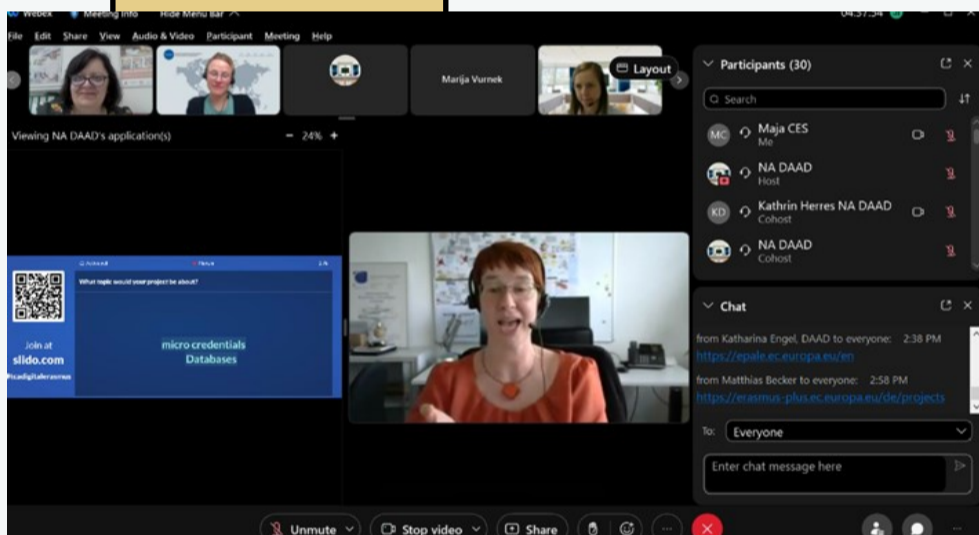 Webex Meeting Info Hide Menu Bar
04:57:54
File Edit Share View Audio & Video Participant Meeting Help
Marija Vurnek
Layout
Viewing NA DAAD's application(s) - 24% +
What topic would your project be about?
Join at
slido.com
micro credentials
Databases
Participants (30)
Search
MC Maja CES
Me
NA DAAD
Host
KD Kathrin Herres NA DAAD
Cohost
NA DAAD
Cohost
Chat
from Katharina Engel, DAAD to everyone: 2:38 PM
https://epale.ec.europa.eu/en
from Matthias Becker to everyone: 2:58 PM
https://erasmus-plus.ec.europa.eu/de/projects
To: Everyone
Enter chat message here
Unmute Stop video Share